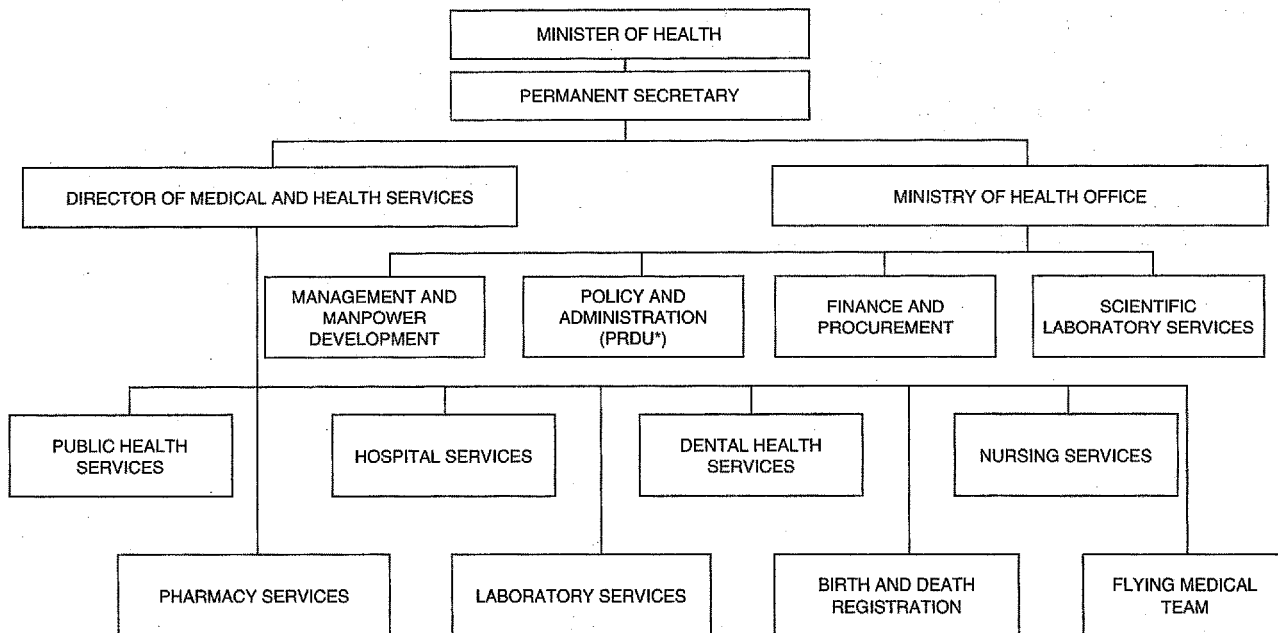 MINISTER OF HEALTH
PERMANENT SECRETARY
DIRECTOR OF MEDICAL AND HEALTH SERVICES
MINISTRY OF HEALTH OFFICE
MANAGEMENT AND
MANPOWER
DEVELOPMENT
POLICY AND
ADMINISTRATION
(PRDU*)
FINANCE AND
PROCUREMENT
SCIENTIFIC
LABORATORY SERVICES
PUBLIC HEALTH
SERVICES
HOSPITAL SERVICES
DENTAL HEALTH
SERVICES
NURSING SERVICES
PHARMACY SERVICES
LABORATORY SERVICES
BIRTH AND DEATH
REGISTRATION
FLYING MEDICAL
TEAM